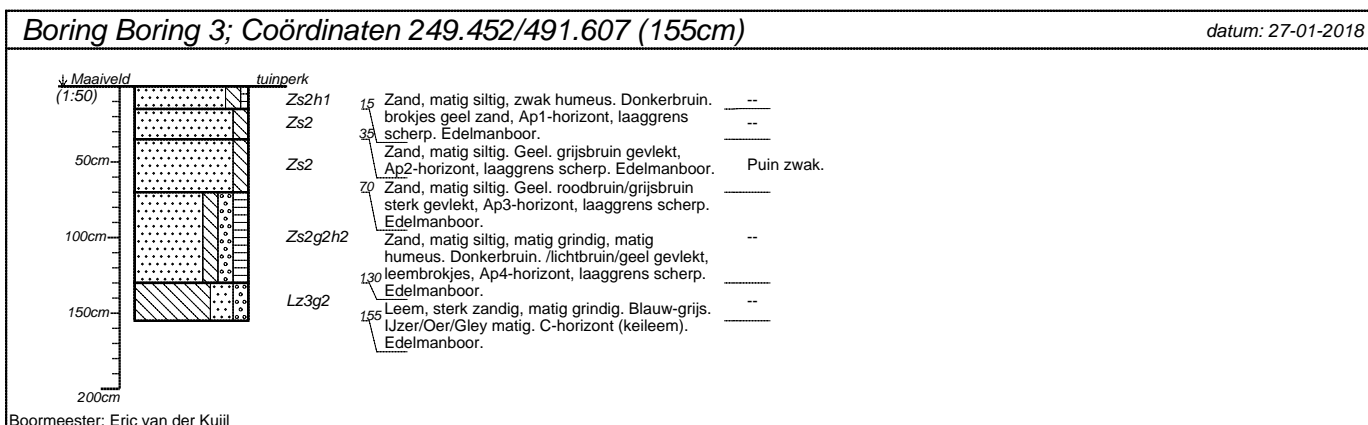 Boring Boring 3; Coördinaten 249.452/491.607 (155cm)
datum: 27-01-2018
Maaiveld
tuinperk
(1:50)
Zs2h1
15
Zand, matig siltig, zwak humeus. Donkerbruin.
brokjes geel zand, Ap1-horizont, laaggrens
scherp. Edelmanboor.
--
Zs2
35
Zand, matig siltig. Geel. grijsbruin gevlekt,
Ap2-horizont, laaggrens scherp. Edelmanboor.
--
50cm
Zs2
70
Zand, matig siltig. Geel. roodbruin/grijsbruin
sterk gevlekt, Ap3-horizont, laaggrens scherp.
Edelmanboor.
Puin zwak.
100cm
Zs2g2h2
130
Zand, matig siltig, matig grindig, matig
humeus. Donkerbruin. /lichtbruin/geel gevlekt,
leembrokjes, Ap4-horizont, laaggrens scherp.
Edelmanboor.
--
150cm
Lz3g2
155
Leem, sterk zandig, matig grindig. Blauw-grijs.
IJzer/Oer/Gley matig. C-horizont (keileem).
Edelmanboor.
--
200cm
Boormeester: Eric van der Kuijl